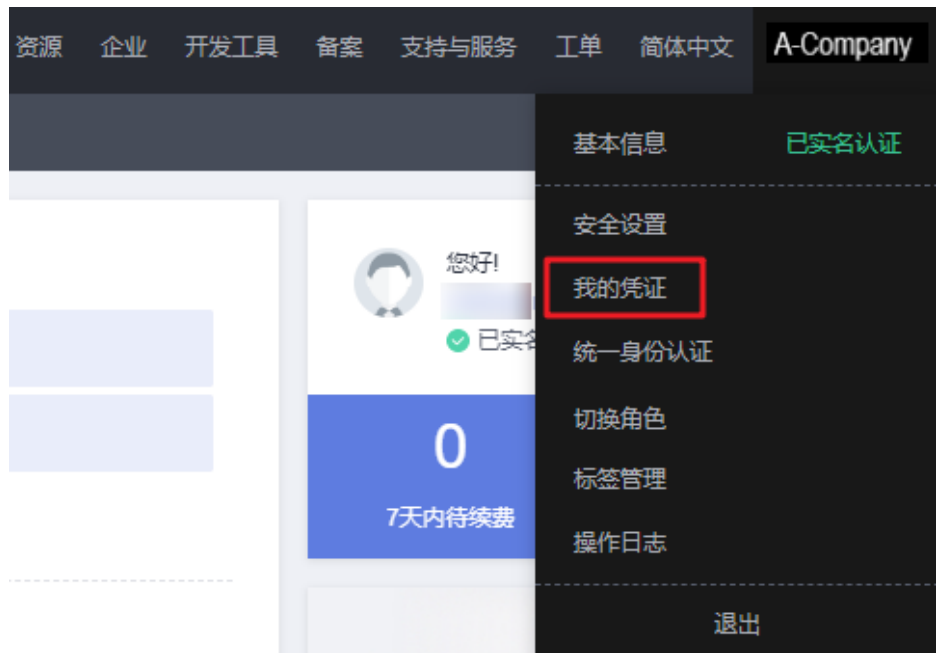 资源 企业 开发工具 备案 支持与服务 工单 简体中文 A-Company
基本信息 已实名认证
安全设置
我的凭证
统一身份认证
切换角色
标签管理
操作日志
退出
您好!
已实名
0
7天内待续费